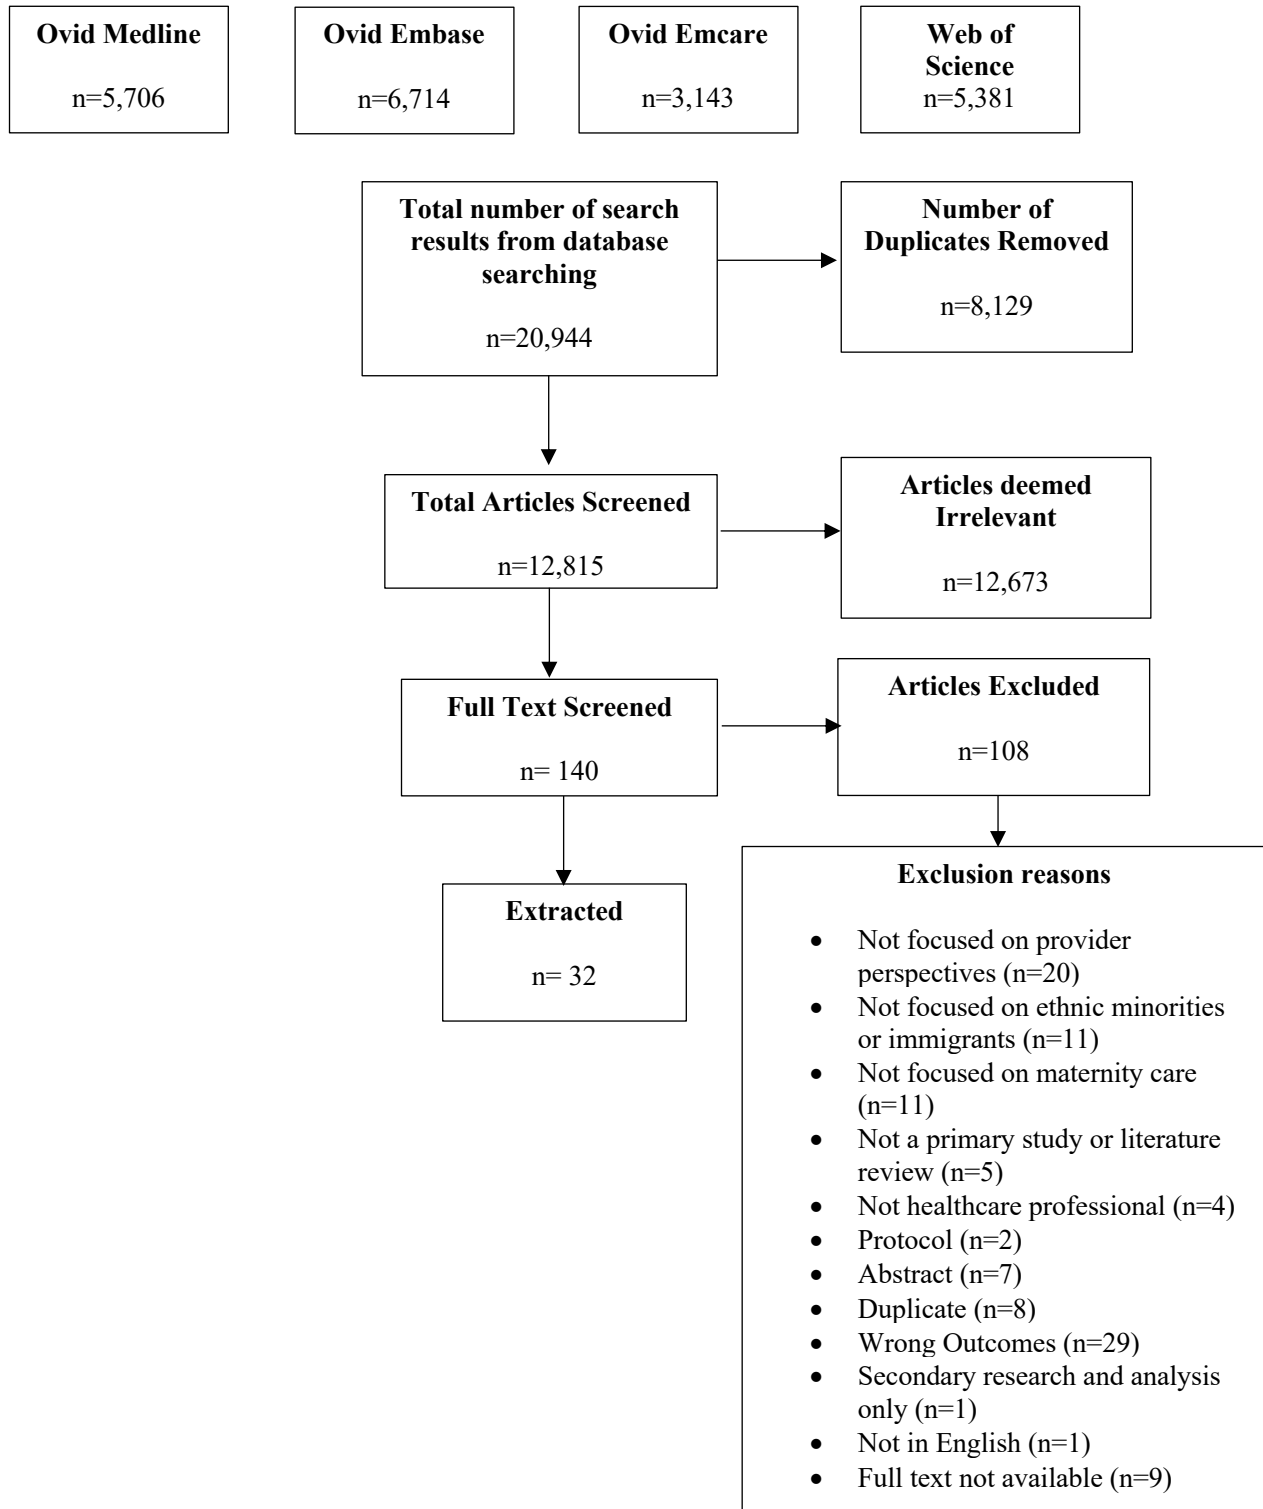 Ovid Medline
n=5,706
Ovid Embase
n=6,714
Ovid Emcare
n=3,143
Web of
Science
n=5,381
Total number of search
results from database
searching
n=20,944
Number of
Duplicates Removed
n=8,129
Total Articles Screened
n=12,815
Articles deemed
Irrelevant
n=12,673
Full Text Screened
n= 140
Articles Excluded
n=108
Extracted
n= 32
Exclusion reasons
• Not focused on provider
perspectives (n=20)
• Not focused on ethnic minorities
or immigrants (n=11)
• Not focused on maternity care
(n=11)
• Not a primary study or literature
review (n=5)
• Not healthcare professional (n=4)
• Protocol (n=2)
• Abstract (n=7)
• Duplicate (n=8)
• Wrong Outcomes (n=29)
• Secondary research and analysis
only (n=1)
• Not in English (n=1)
• Full text not available (n=9)